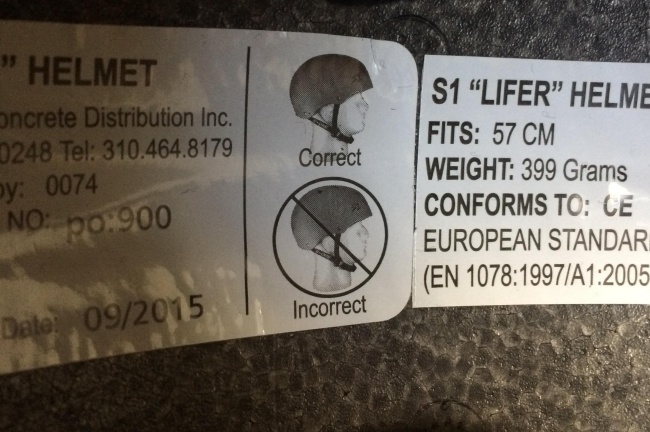 ” HELMET
oncrete Distribution Inc.
0248 Tel: 310.464.8179
by: 0074
NO: po:900
Date: 09/2015
Correct
Incorrect
S1 “LIFER” HELME
FITS: 57 CM
WEIGHT: 399 Grams
CONFORMS TO: CE
EUROPEAN STANDAR
(EN 1078:1997/A1:2005